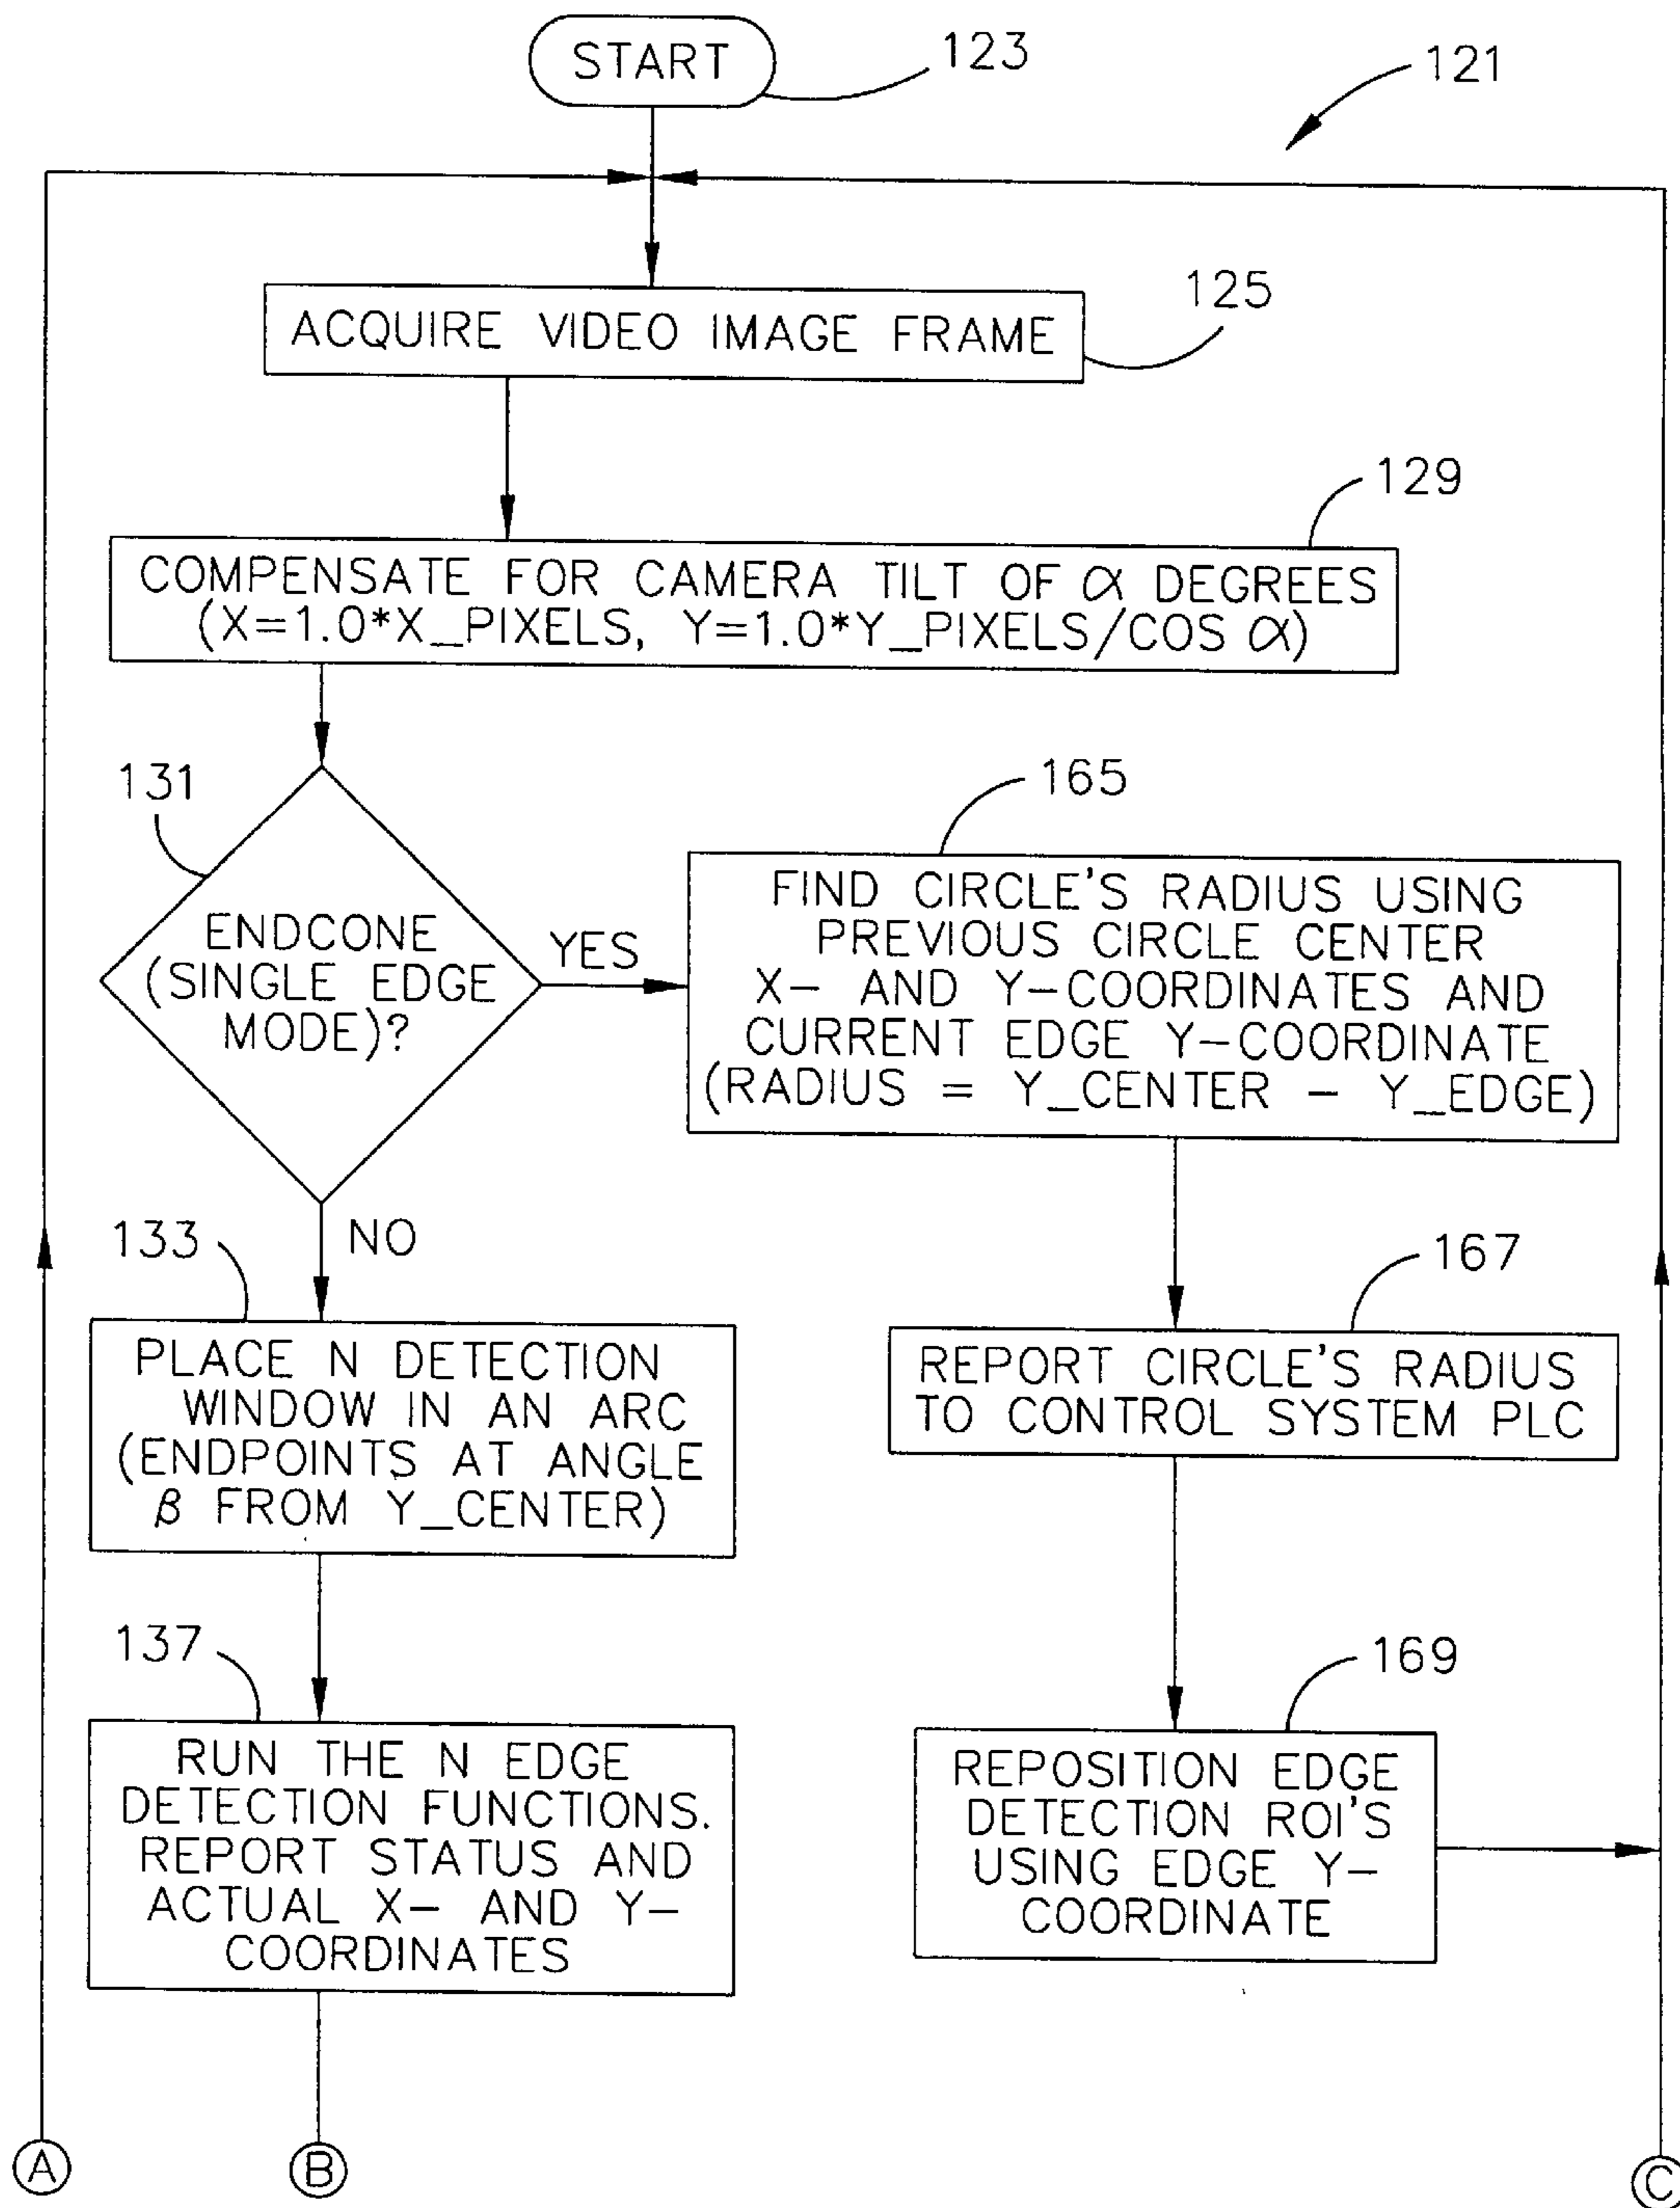 START
123
121
ACQUIRE VIDEO IMAGE FRAME
125
129
COMPENSATE FOR CAMERA TILT OF α DEGREES
(X=1.0*X_PIXELS, Y=1.0*Y_PIXELS/COS α)
131
ENDCONE
(SINGLE EDGE
MODE)?
YES
165
FIND CIRCLE'S RADIUS USING
PREVIOUS CIRCLE CENTER
X- AND Y-COORDINATES AND
CURRENT EDGE Y-COORDINATE
(RADIUS = Y_CENTER - Y_EDGE)
NO
133
PLACE N DETECTION
WINDOW IN AN ARC
(ENDPOINTS AT ANGLE
β FROM Y_CENTER)
167
REPORT CIRCLE'S RADIUS
TO CONTROL SYSTEM PLC
137
RUN THE N EDGE
DETECTION FUNCTIONS.
REPORT STATUS AND
ACTUAL X- AND Y-
COORDINATES
169
REPOSITION EDGE
DETECTION ROI'S
USING EDGE Y-
COORDINATE
A
B
C